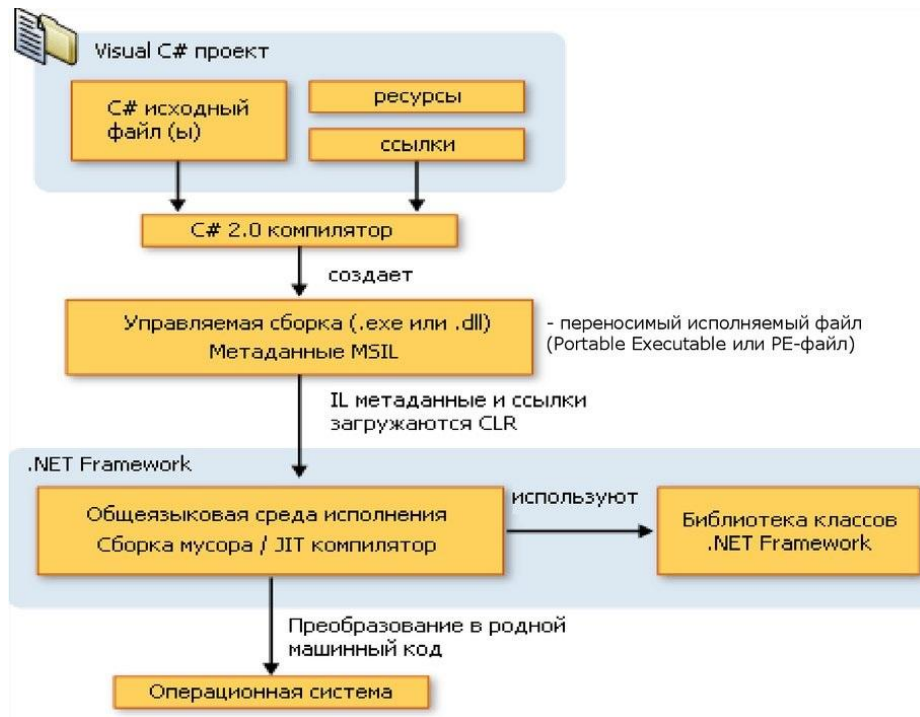 Visual C# проект
C# исходный
файл (ы)
ресурсы
ссылки
C# 2.0 компилятор
создает
Управляемая сборка (.exe или .dll)
Метаданные MSIL
- переносимый исполняемый файл
(Portable Executable или PE-файл)
IL метаданные и ссылки
загружаются CLR
.NET Framework
Общеязыковая среда исполнения
Сборка мусора / JIT компилятор
используют
Библиотека классов
.NET Framework
Преобразование в родной
машинный код
Операционная система